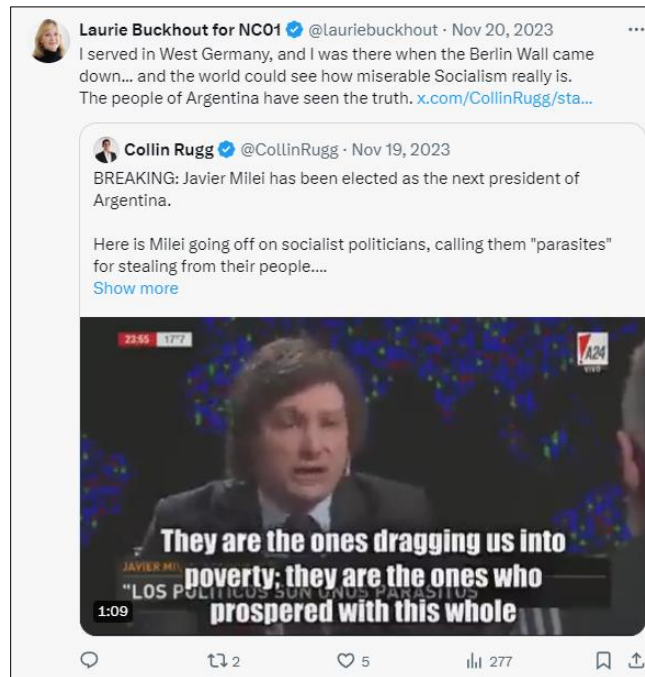 Laurie Buckhout for NC01 @lauriebuckhout · Nov 20, 2023
I served in West Germany, and I was there when the Berlin Wall came
down... and the world could see how miserable Socialism really is.
The people of Argentina have seen the truth. x.com/CollinRugg/sta...
Collin Rugg @CollinRugg · Nov 19, 2023
BREAKING: Javier Milei has been elected as the next president of
Argentina.
Here is Milei going off on socialist politicians, calling them "parasites"
for stealing from their people....
Show more
23:55 17°7
A24
VIVO
They are the ones dragging us into
JAVIER
poverty; they are the ones who
"LOS POLITICOS SON UNOS PARASITOS
prospered with this whole
1:09
2 5 277